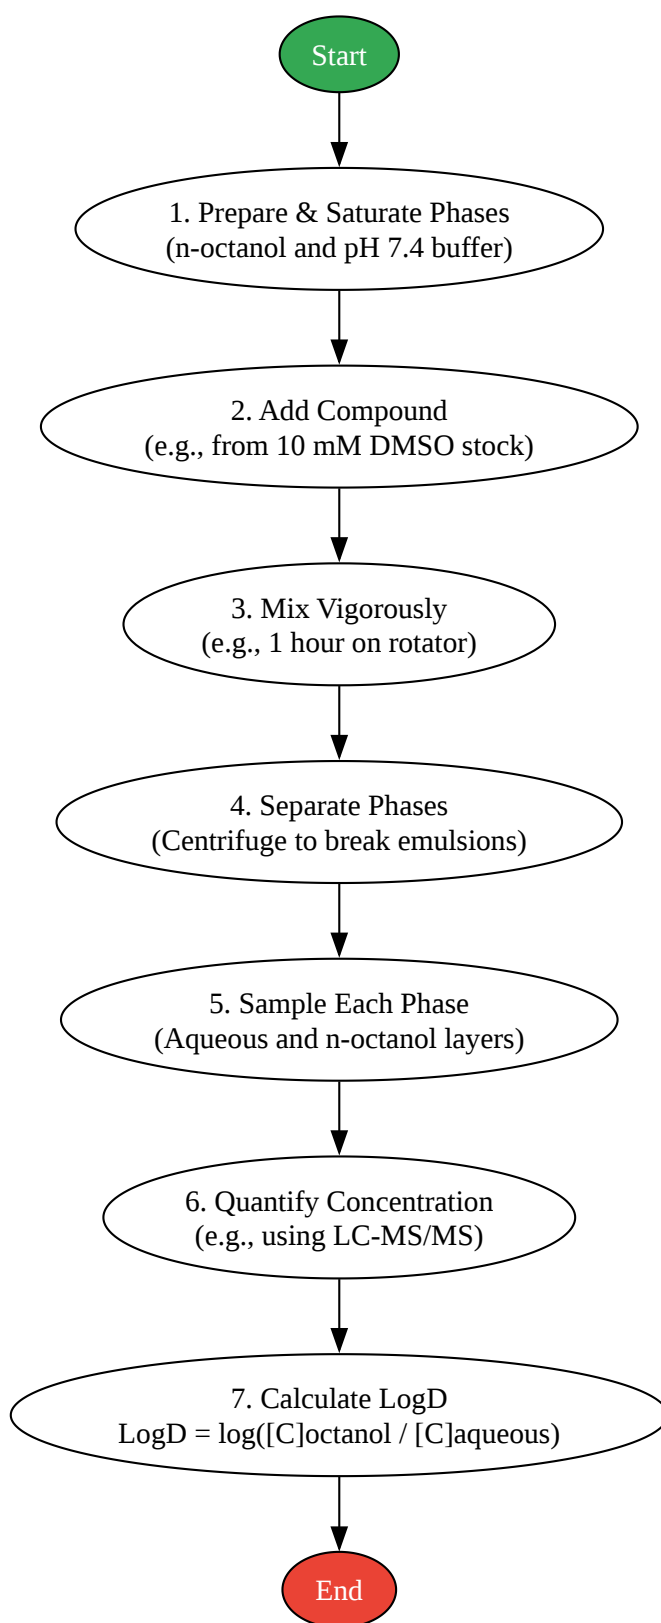 Start
1. Prepare & Saturate Phases
(n-octanol and pH 7.4 buffer)
2. Add Compound
(e.g., from 10 mM DMSO stock)
3. Mix Vigorously
(e.g., 1 hour on rotator)
4. Separate Phases
(Centrifuge to break emulsions)
5. Sample Each Phase
(Aqueous and n-octanol layers)
6. Quantify Concentration
(e.g., using LC-MS/MS)
7. Calculate LogD
LogD = log([C]octanol / [C]aqueous)
End